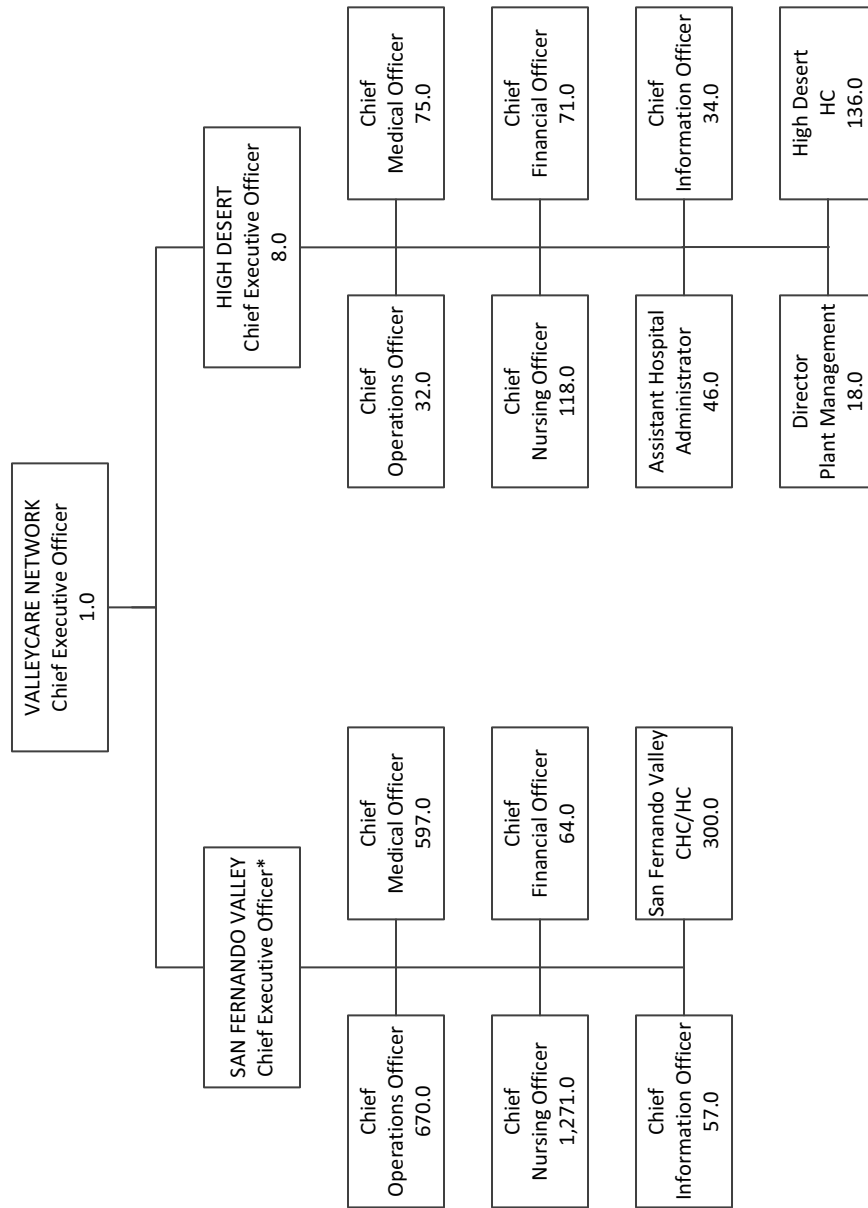 VALLEYCARE NETWORK
Chief Executive Officer
1.0
SAN FERNANDO VALLEY
Chief Executive Officer*
HIGH DESERT
Chief Executive Officer
8.0
Chief
Operations Officer
670.0
Chief
Medical Officer
597.0
Chief
Operations Officer
32.0
Chief
Medical Officer
75.0
Chief
Nursing Officer
1,271.0
Chief
Financial Officer
64.0
Chief
Nursing Officer
118.0
Chief
Financial Officer
71.0
Chief
Information Officer
57.0
San Fernando Valley
CHC/HC
300.0
Assistant Hospital
Administrator
46.0
Chief
Information Officer
34.0
Director
Plant Management
18.0
High Desert
HC
136.0